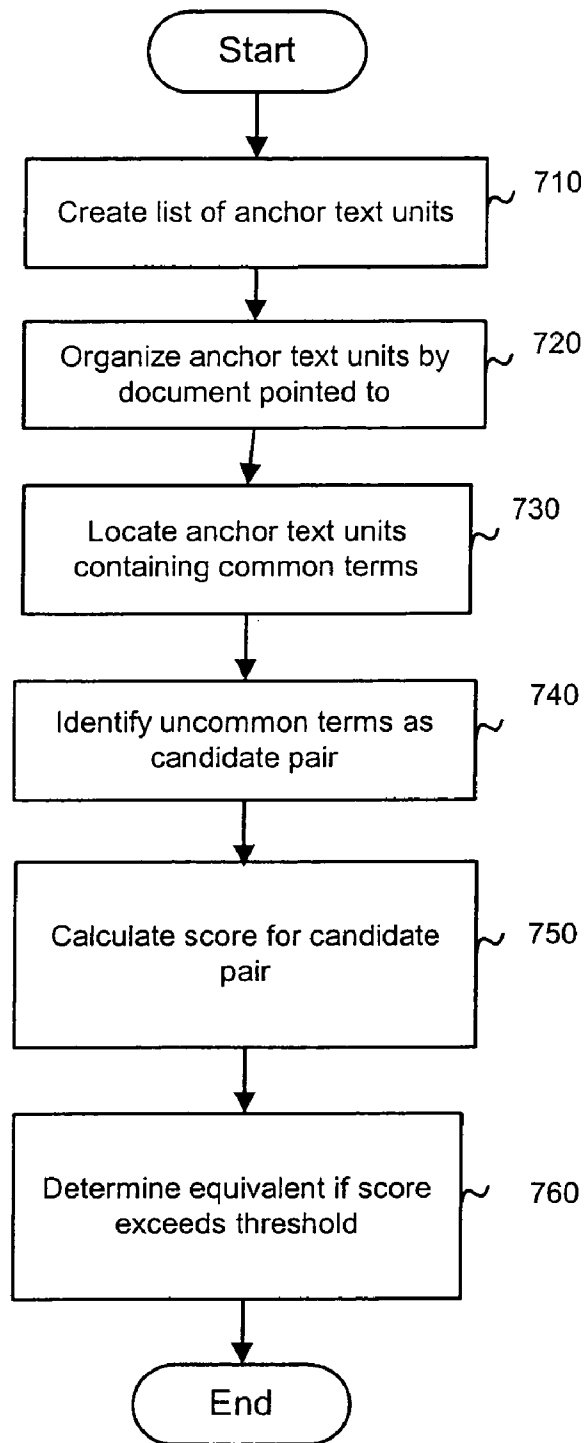 Start
Create list of anchor text units
710
Organize anchor text units by
document pointed to
720
Locate anchor text units
containing common terms
730
Identify uncommon terms as
candidate pair
740
Calculate score for candidate
pair
750
Determine equivalent if score
exceeds threshold
760
End